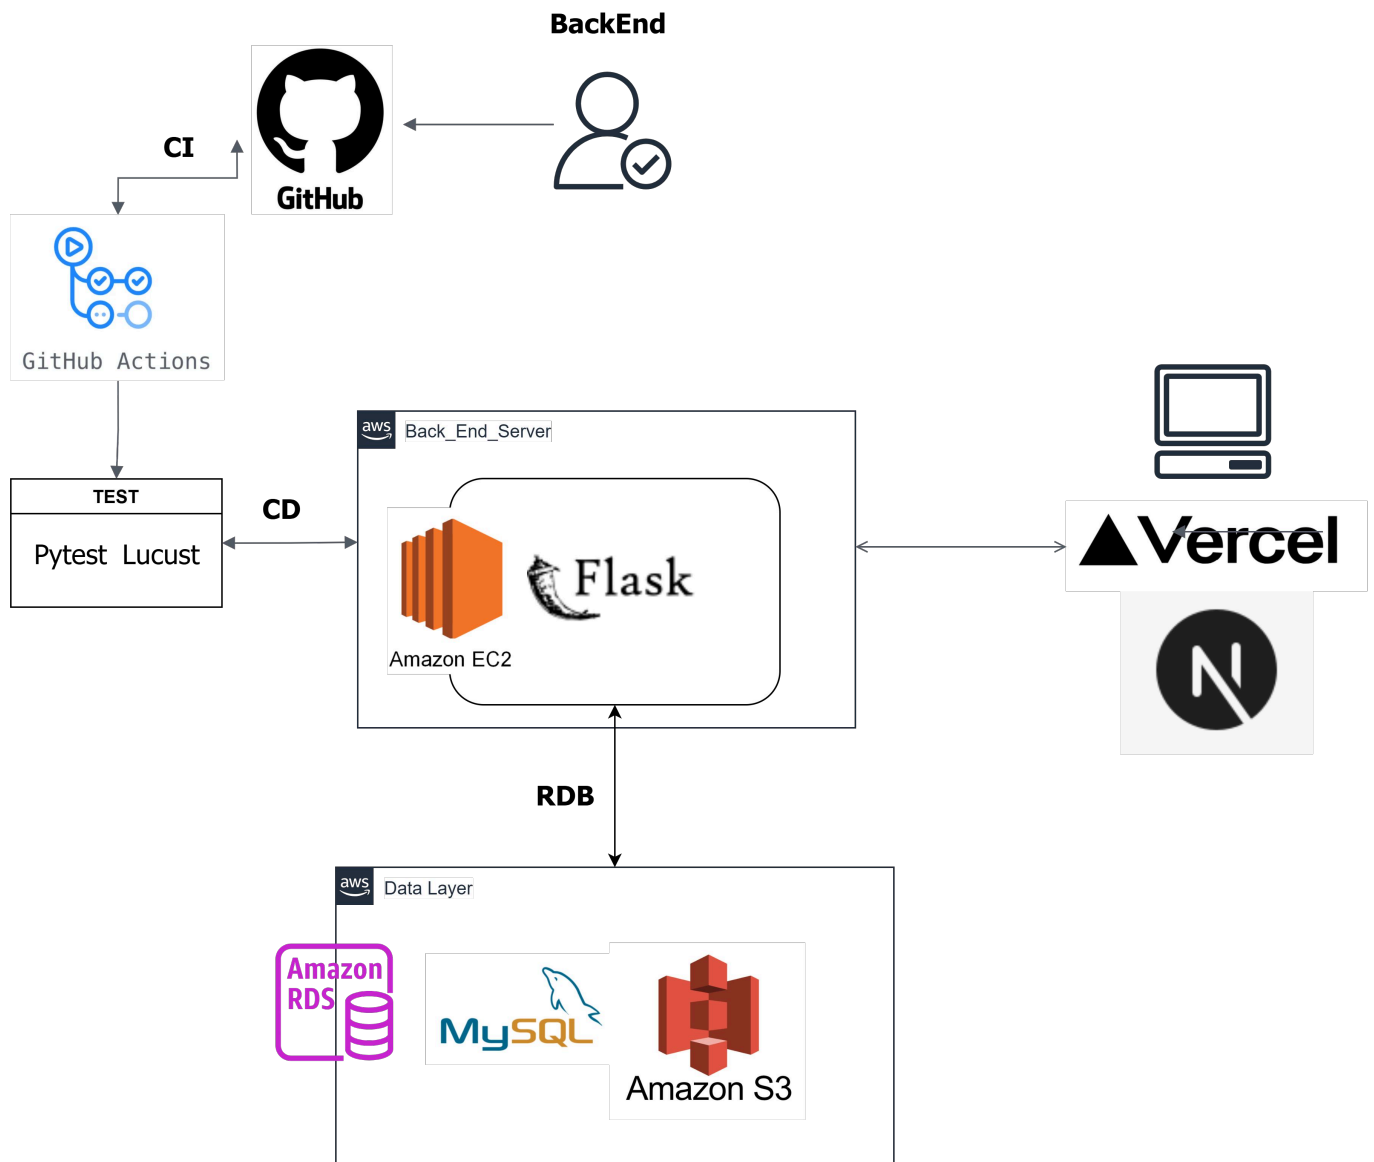 BackEnd
GitHub
CI
GitHub Actions
aws
Back_End_Server
TEST
Pytest Lucust
CD
Amazon EC2
Flask
Vercel
RDB
aws
Data Layer
Amazon
RDS
MySQL
Amazon S3